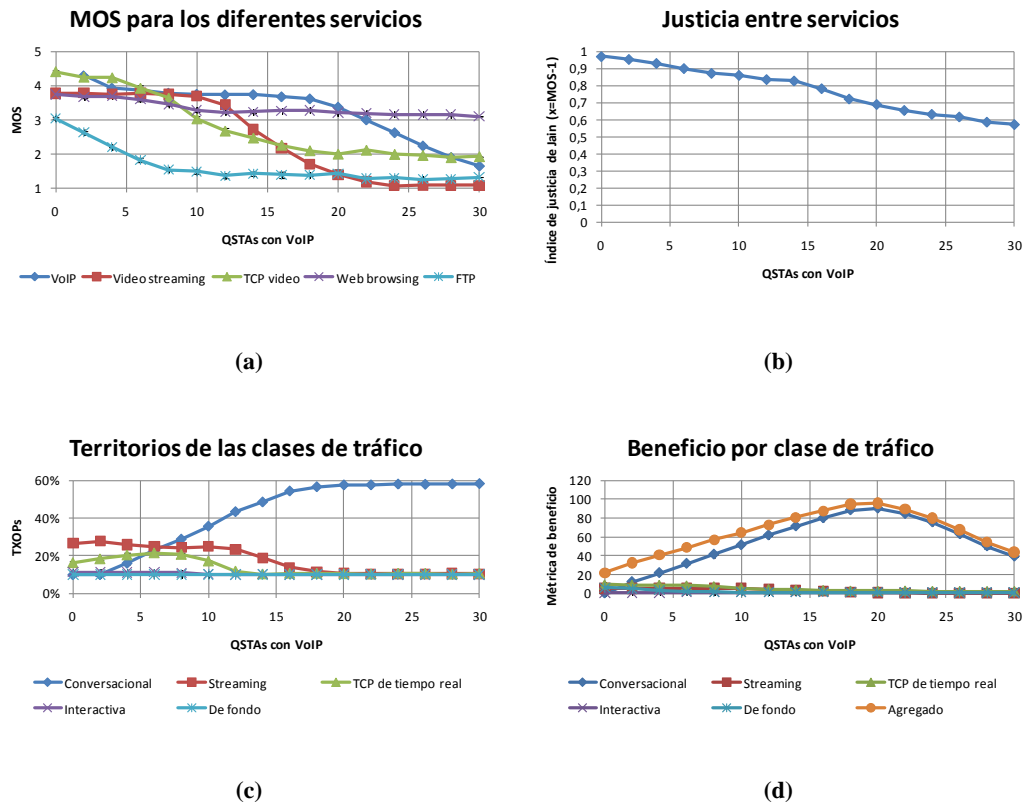 MOS para los diferentes servicios
5
4
3
2
1
MOS
0 5 10 15 20 25 30
QSTAs con VoIP
VoIP Video streaming TCP video Web browsing FTP
(a)
Justicia entre servicios
1
0,9
0,8
0,7
0,6
0,5
0,4
0,3
0,2
0,1
0
Índice de justicia de Jain (x=MOS-1)
0 5 10 15 20 25 30
QSTAs con VoIP
(b)
Territorios de las clases de tráfico
60%
40%
20%
0%
TXOPs
0 5 10 15 20 25 30
QSTAs con VoIP
Conversacional Streaming TCP de tiempo real
Interactiva De fondo
(c)
Beneficio por clase de tráfico
120
100
80
60
40
20
0
Métrica de beneficio
0 5 10 15 20 25 30
QSTAs con VoIP
Conversacional Streaming TCP de tiempo real
Interactiva De fondo Agregado
(d)